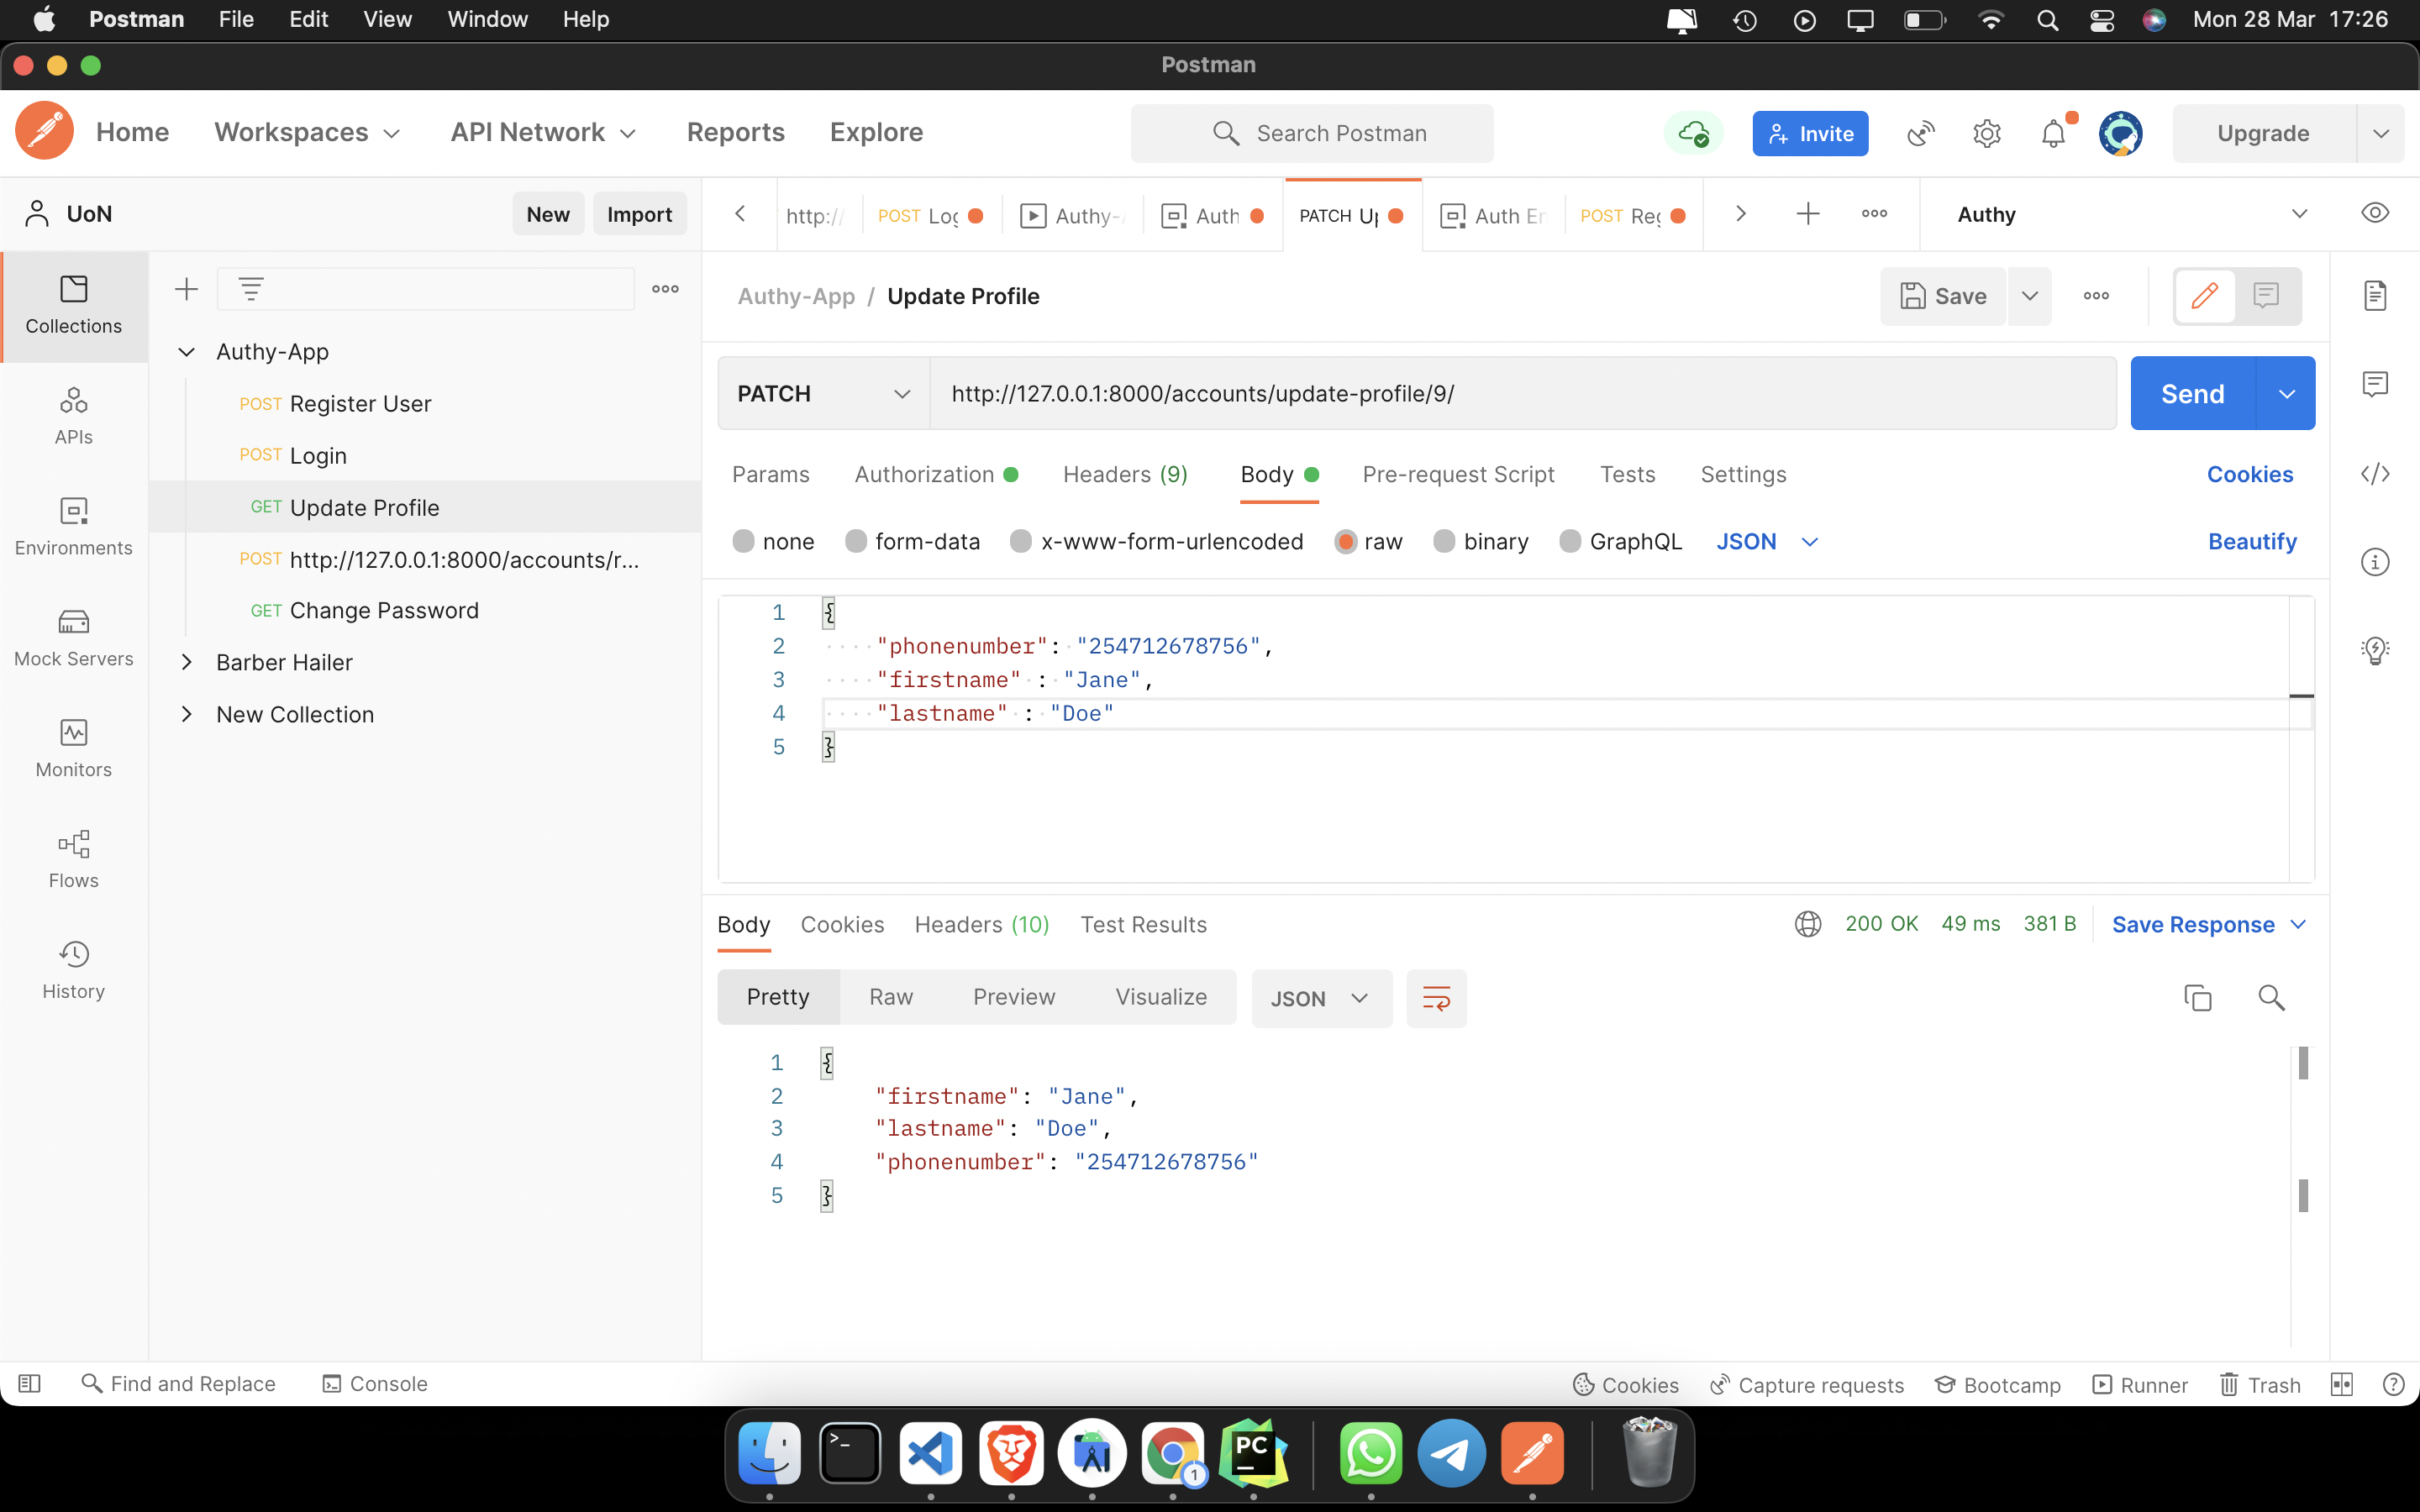 Postman File Edit View Window Help Mon 28 Mar 17:26
Postman
Home Workspaces API Network Reports Explore Search Postman Invite Upgrade
UoN New Import http:// POST Log Authy- Auth PATCH Up Auth En POST Reg Authy
Collections
APIs
Environments
Mock Servers
Monitors
Flows
History
Authy-App
POST Register User
POST Login
GET Update Profile
POST http://127.0.0.1:8000/accounts/r...
GET Change Password
Barber Hailer
New Collection
Authy-App / Update Profile Save
PATCH http://127.0.0.1:8000/accounts/update-profile/9/ Send
Params Authorization Headers (9) Body Pre-request Script Tests Settings Cookies
none form-data x-www-form-urlencoded raw binary GraphQL JSON Beautify
1 {
2 "phonenumber": "254712678756",
3 "firstname" : "Jane",
4 "lastname" : "Doe"
5 }
Body Cookies Headers (10) Test Results 200 OK 49 ms 381 B Save Response
Pretty Raw Preview Visualize JSON
1 {
2 "firstname": "Jane",
3 "lastname": "Doe",
4 "phonenumber": "254712678756"
5 }
Find and Replace Console Cookies Capture requests Bootcamp Runner Trash
>_ 1 PC